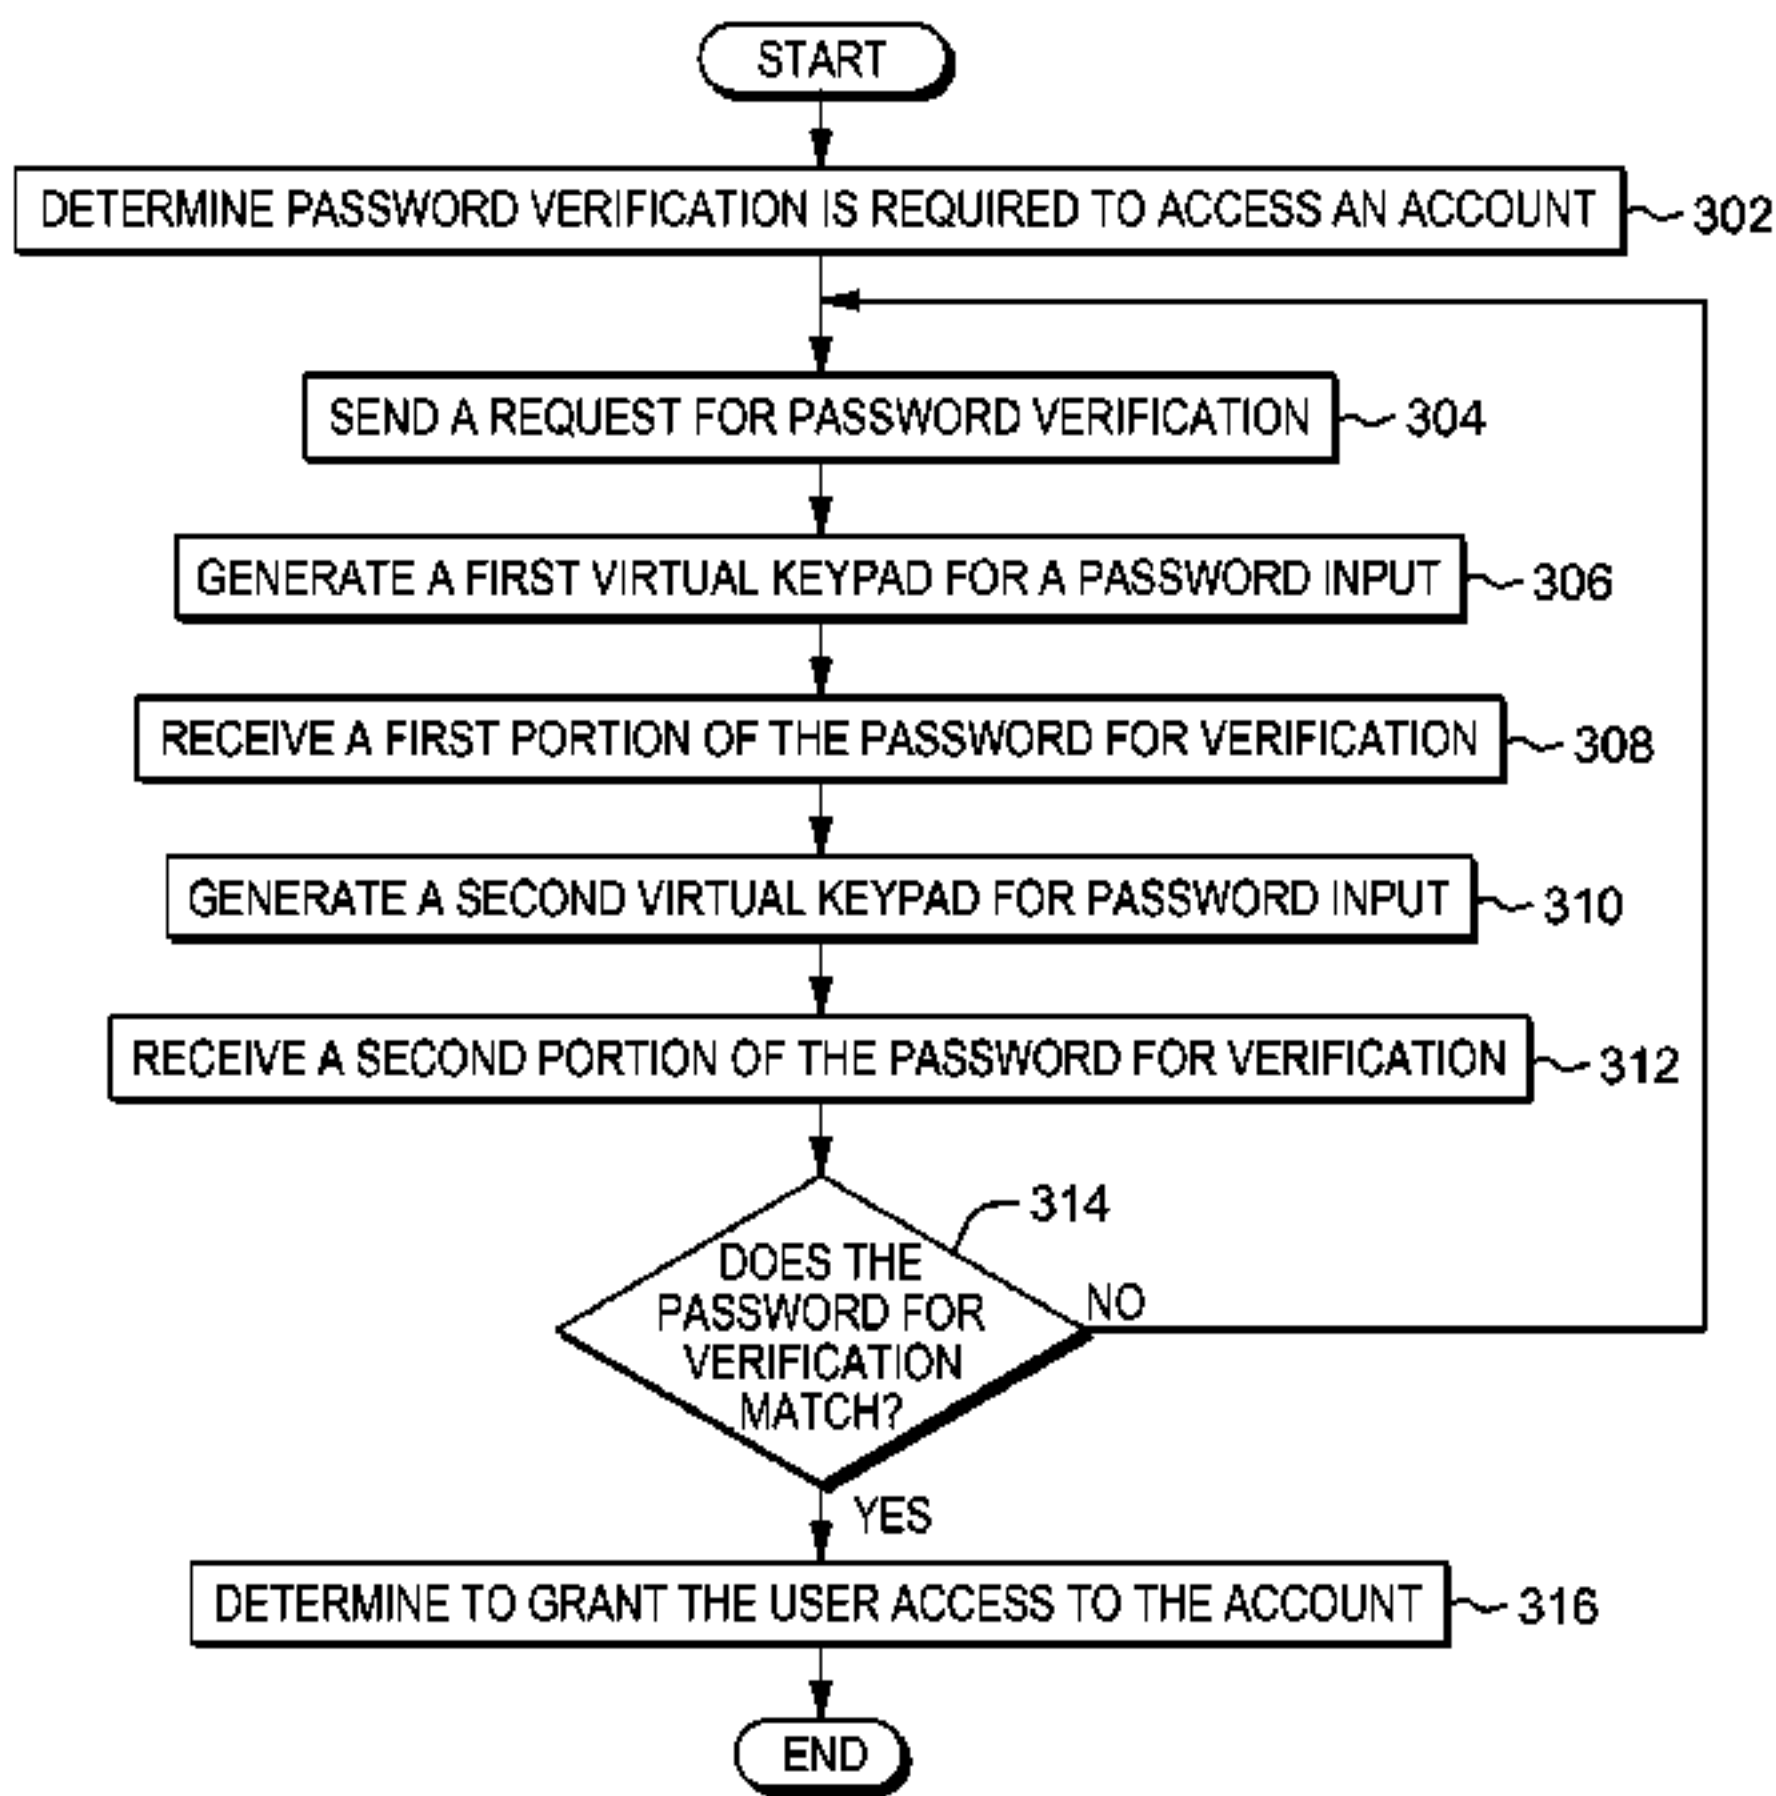 START
DETERMINE PASSWORD VERIFICATION IS REQUIRED TO ACCESS AN ACCOUNT
302
SEND A REQUEST FOR PASSWORD VERIFICATION
304
GENERATE A FIRST VIRTUAL KEYPAD FOR A PASSWORD INPUT
306
RECEIVE A FIRST PORTION OF THE PASSWORD FOR VERIFICATION
308
GENERATE A SECOND VIRTUAL KEYPAD FOR PASSWORD INPUT
310
RECEIVE A SECOND PORTION OF THE PASSWORD FOR VERIFICATION
312
314
DOES THE
PASSWORD FOR
VERIFICATION
MATCH?
NO
YES
DETERMINE TO GRANT THE USER ACCESS TO THE ACCOUNT
316
END